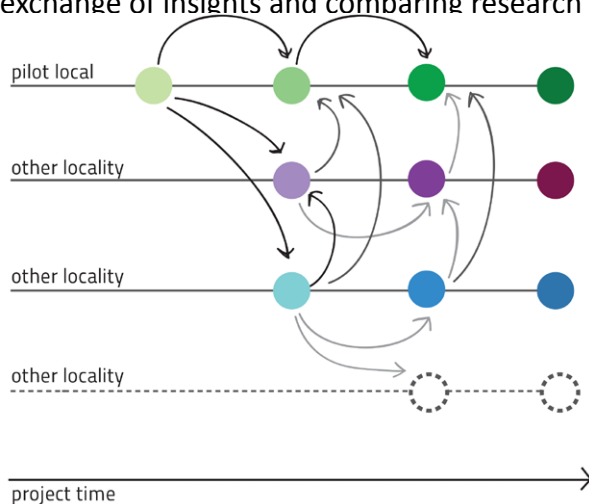 exchange of insights and comparing research
pilot local
other locality
other locality
other locality
project time